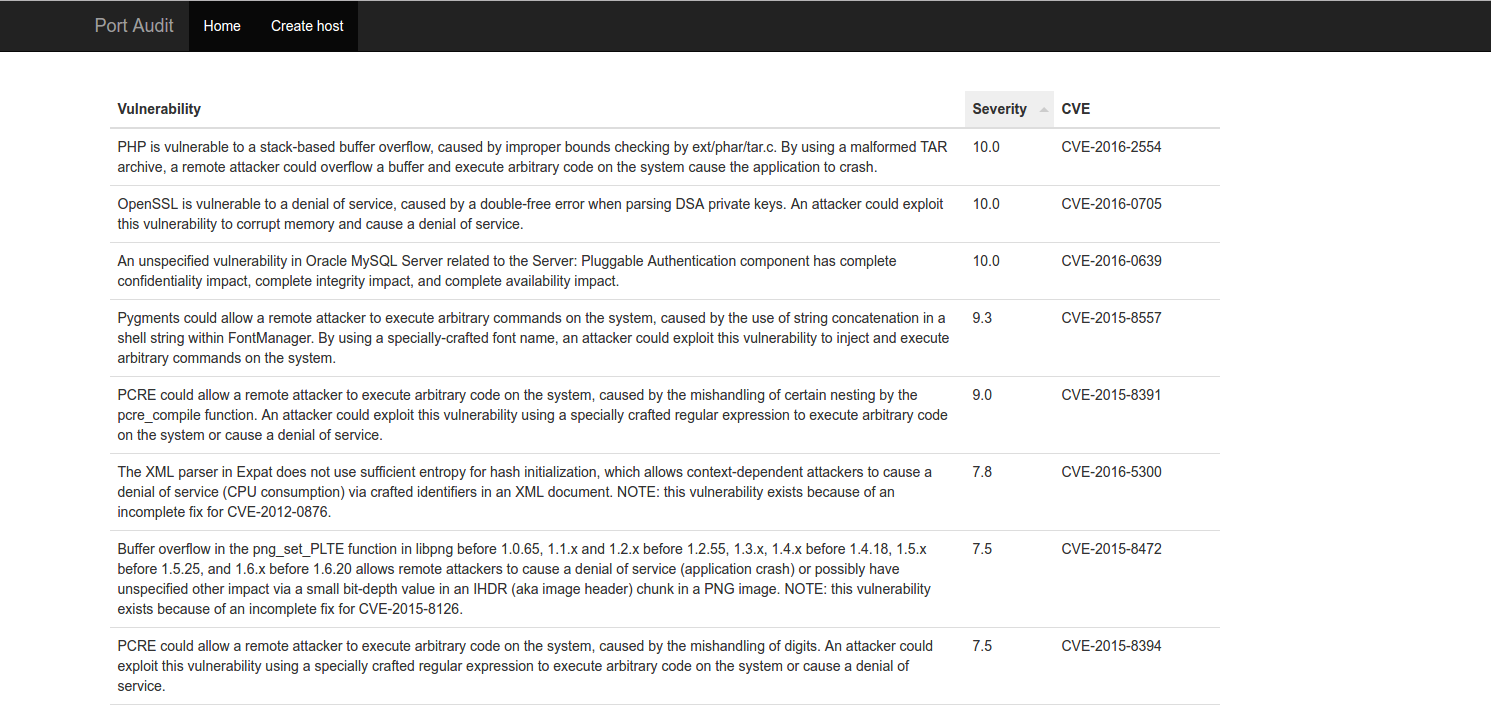 Port Audit Home Create host
Vulnerability Severity CVE
PHP is vulnerable to a stack-based buffer overflow, caused by improper bounds checking by ext/phar/tar.c. By using a malformed TAR 10.0 CVE-2016-2554
archive, a remote attacker could overflow a buffer and execute arbitrary code on the system cause the application to crash.
OpenSSL is vulnerable to a denial of service, caused by a double-free error when parsing DSA private keys. An attacker could exploit 10.0 CVE-2016-0705
this vulnerability to corrupt memory and cause a denial of service.
An unspecified vulnerability in Oracle MySQL Server related to the Server: Pluggable Authentication component has complete 10.0 CVE-2016-0639
confidentiality impact, complete integrity impact, and complete availability impact.
Pygments could allow a remote attacker to execute arbitrary commands on the system, caused by the use of string concatenation in a 9.3 CVE-2015-8557
shell string within FontManager. By using a specially-crafted font name, an attacker could exploit this vulnerability to inject and execute
arbitrary commands on the system.
PCRE could allow a remote attacker to execute arbitrary code on the system, caused by the mishandling of certain nesting by the 9.0 CVE-2015-8391
pcre_compile function. An attacker could exploit this vulnerability using a specially crafted regular expression to execute arbitrary code
on the system or cause a denial of service.
The XML parser in Expat does not use sufficient entropy for hash initialization, which allows context-dependent attackers to cause a 7.8 CVE-2016-5300
denial of service (CPU consumption) via crafted identifiers in an XML document. NOTE: this vulnerability exists because of an
incomplete fix for CVE-2012-0876.
Buffer overflow in the png_set_PLTE function in libpng before 1.0.65, 1.1.x and 1.2.x before 1.2.55, 1.3.x, 1.4.x before 1.4.18, 1.5.x 7.5 CVE-2015-8472
before 1.5.25, and 1.6.x before 1.6.20 allows remote attackers to cause a denial of service (application crash) or possibly have
unspecified other impact via a small bit-depth value in an IHDR (aka image header) chunk in a PNG image. NOTE: this vulnerability
exists because of an incomplete fix for CVE-2015-8126.
PCRE could allow a remote attacker to execute arbitrary code on the system, caused by the mishandling of digits. An attacker could 7.5 CVE-2015-8394
exploit this vulnerability using a specially crafted regular expression to execute arbitrary code on the system or cause a denial of
service.